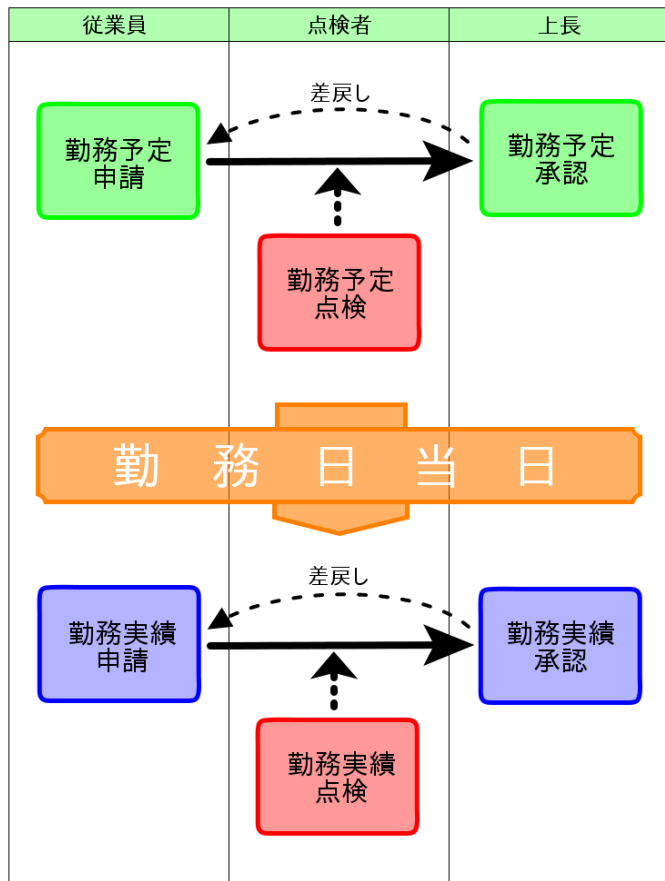 従業員
点検者
上長
差戻し
勤務予定
申請
勤務予定
承認
勤務予定
点検
勤務日当日
差戻し
勤務実績
申請
勤務実績
承認
勤務実績
点検